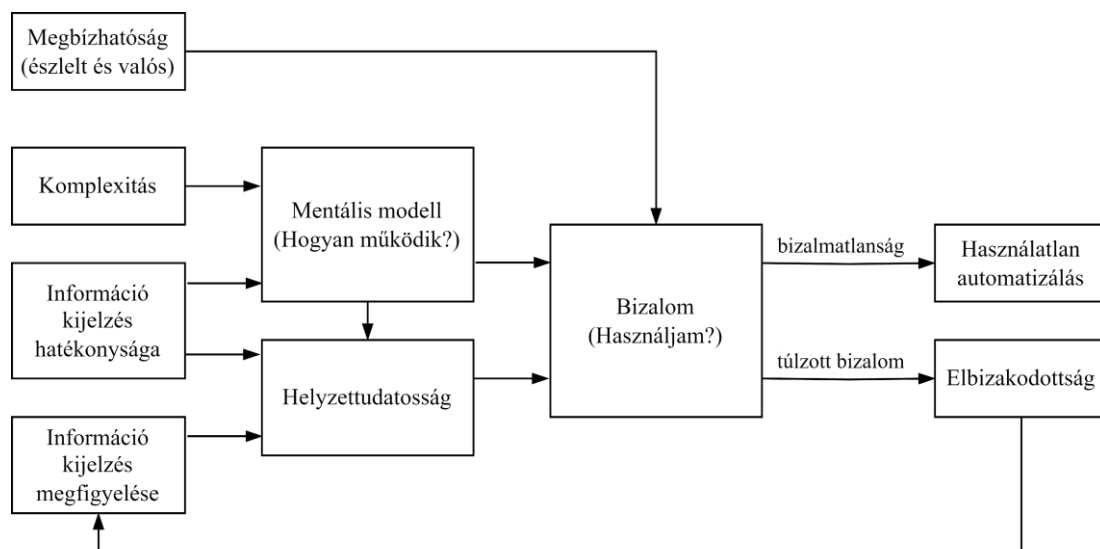 Megbízhatóság
(észlelt és valós)
Komplexitás
Mentális modell
(Hogyan működik?)
Információ
kijelzés
hatékonysága
Helyzettudatosság
Információ
kijelzés
megfigyelése
Bizalom
(Használjam?)
bizalmatlanság
Használatlan
automatizálás
túlzott bizalom
Elbizakodottság